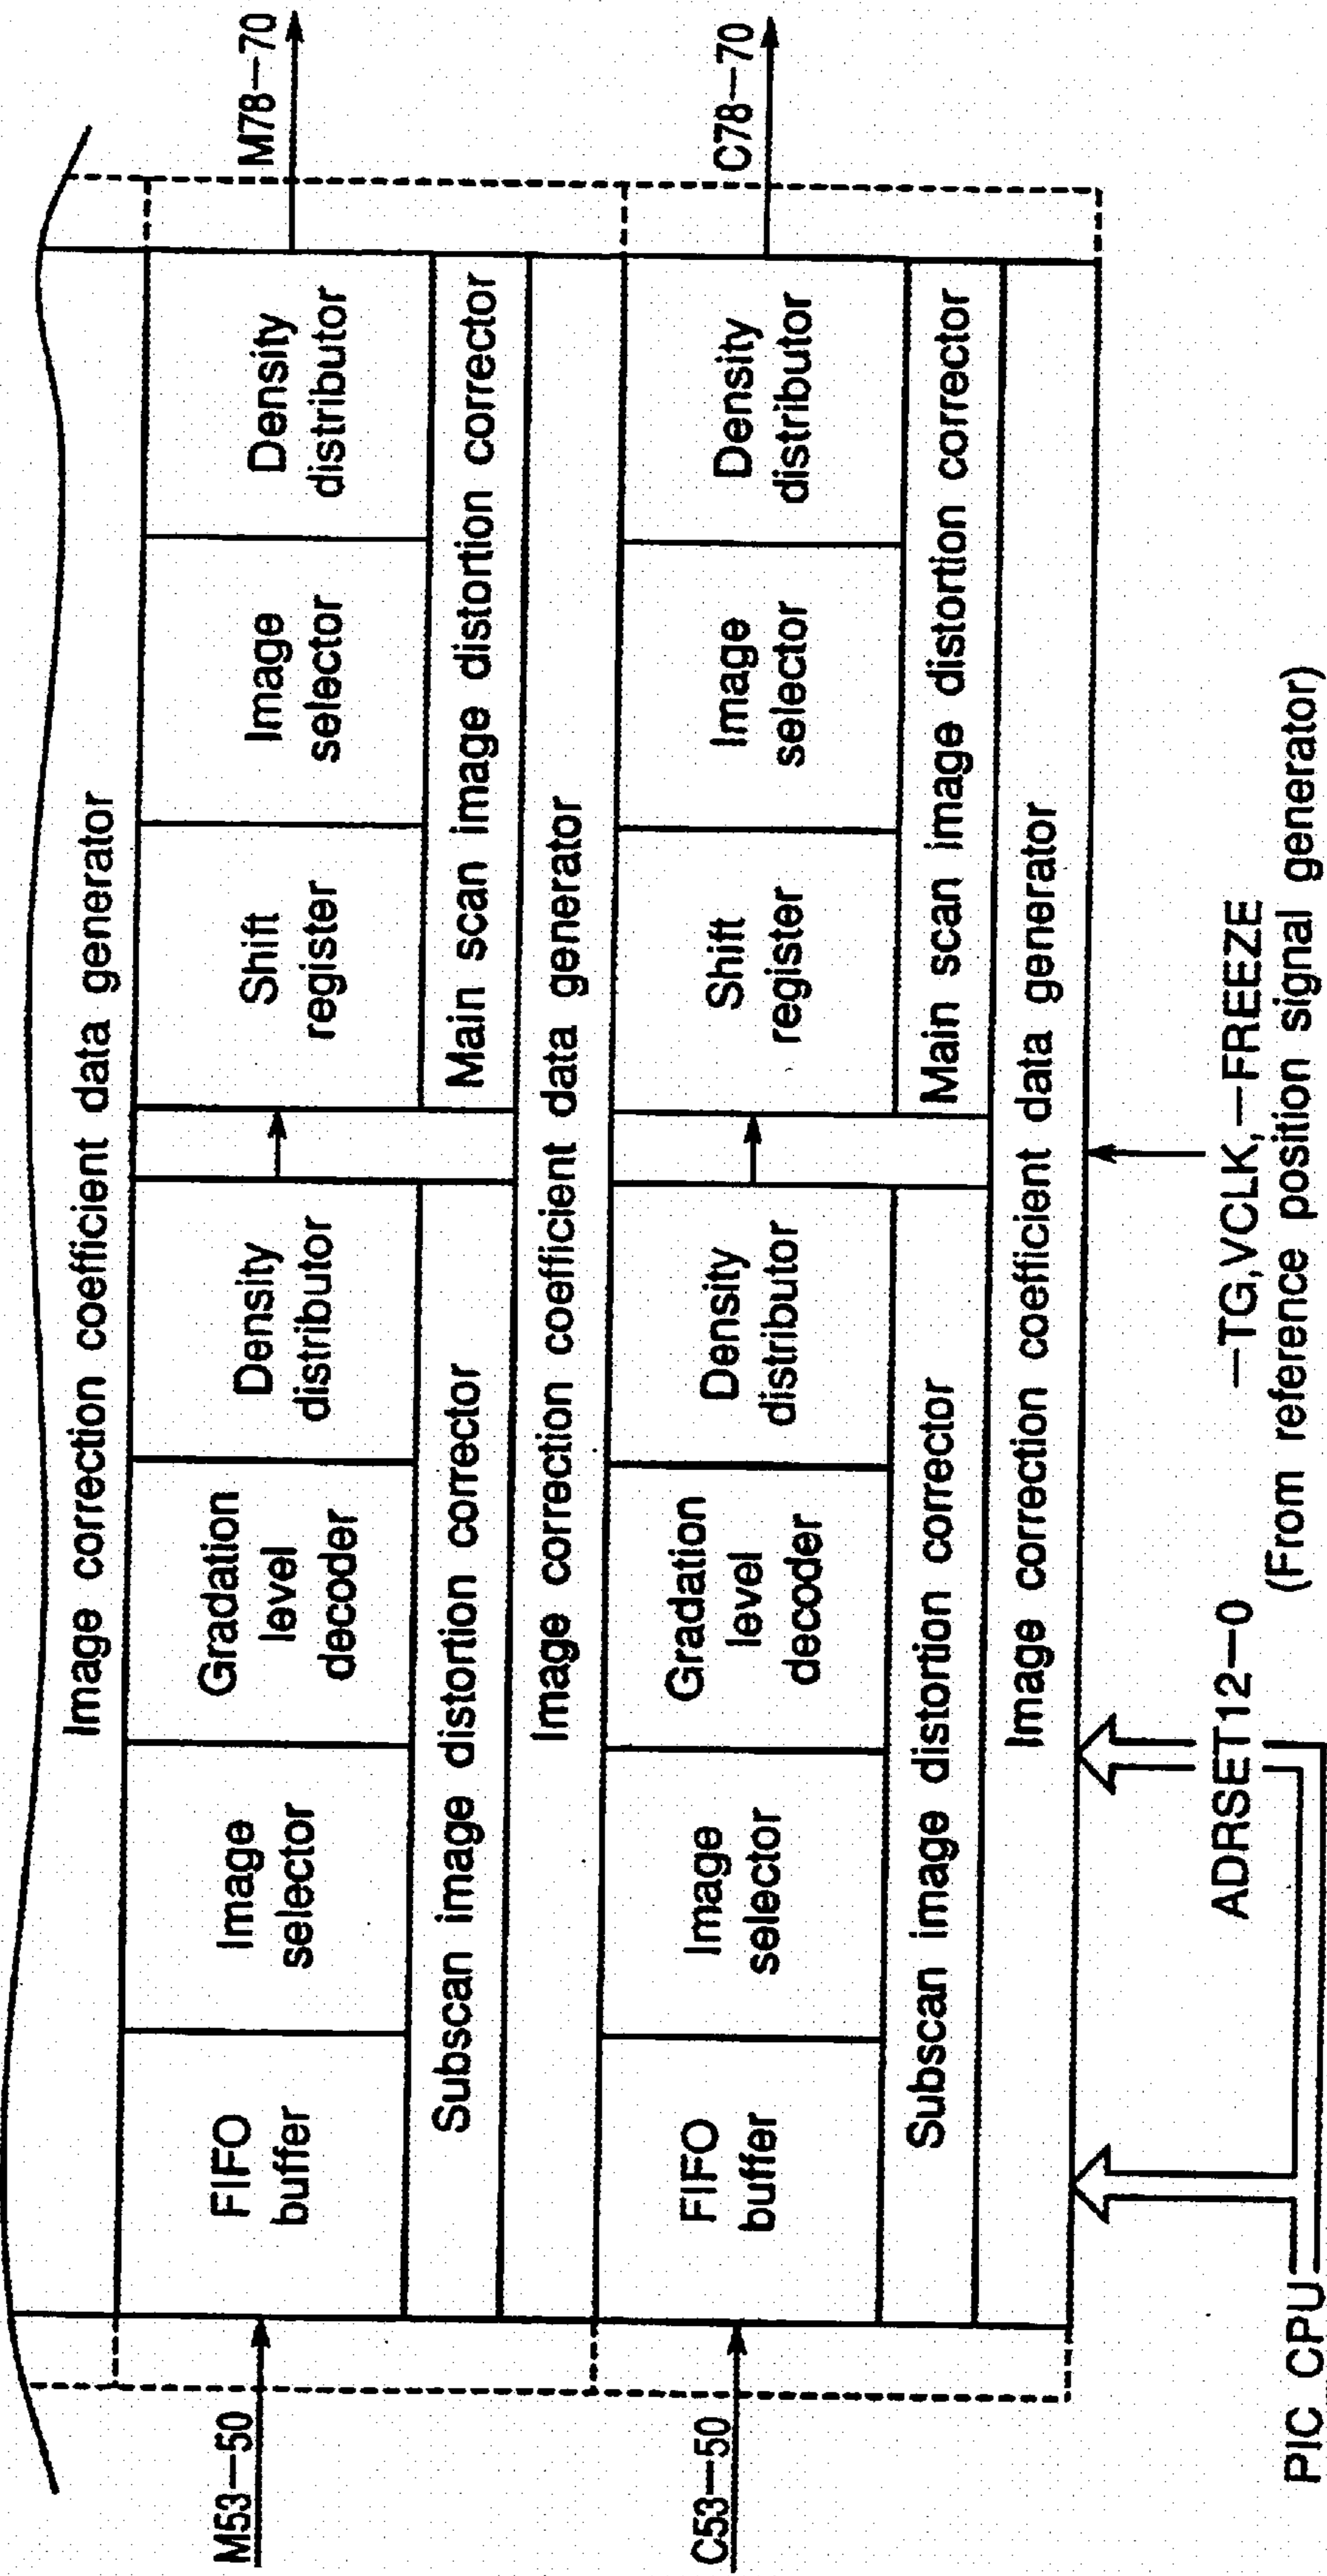 Image correction coefficient data generator
M53—50
FIFO
buffer
Image
selector
Gradation
level
decoder
Density
distributor
Shift
register
Image
selector
Density
distributor
M78—70
Subscan image distortion corrector
Main scan image distortion corrector
Image correction coefficient data generator
C53—50
FIFO
buffer
Image
selector
Gradation
level
decoder
Density
distributor
Shift
register
Image
selector
Density
distributor
C78—70
Subscan image distortion corrector
Main scan image distortion corrector
Image correction coefficient data generator
ADRSET12—0
—TG,VCLK,—FREEZE
(From reference position signal generator)
PIC CPU